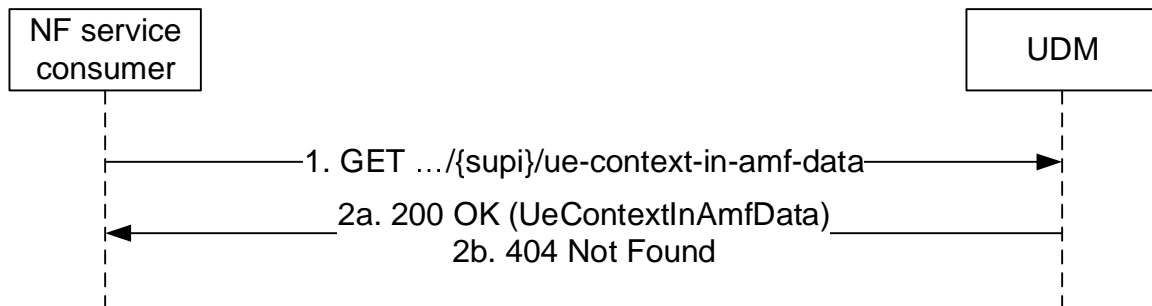 NF service
consumer
UDM
1. GET …/{supi}/ue-context-in-amf-data
2a. 200 OK (UeContextInAmfData)
2b. 404 Not Found